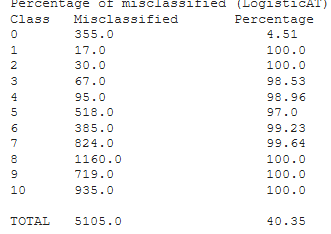 Percentage of misclassified (LogisticAT)
Class Misclassified Percentage
0 355.0 4.51
1 17.0 100.0
2 30.0 100.0
3 67.0 98.53
4 95.0 98.96
5 518.0 97.0
6 385.0 99.23
7 824.0 99.64
8 1160.0 100.0
9 719.0 100.0
10 935.0 100.0
TOTAL 5105.0 40.35